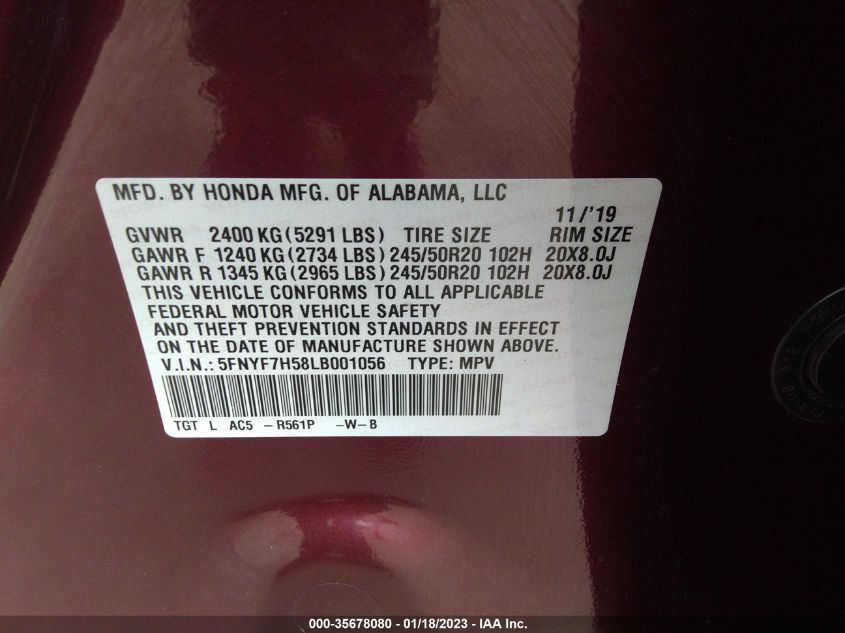 MFD. BY HONDA MFG. OF ALABAMA, LLC
11/'19
GVWR 2400 KG (5291 LBS) TIRE SIZE RIM SIZE
GAWR F 1240 KG (2734 LBS) 245/50R20 102H 20X8.0J
GAWR R 1345 KG (2965 LBS) 245/50R20 102H 20X8.0J
THIS VEHICLE CONFORMS TO ALL APPLICABLE
FEDERAL MOTOR VEHICLE SAFETY
AND THEFT PREVENTION STANDARDS IN EFFECT
ON THE DATE OF MANUFACTURE SHOWN ABOVE.
V.I.N.: 5FNYF7H58LB001056 TYPE: MPV
TGT L AC5 -R561P -W-B
000-35678080 - 01/18/2023 - IAA Inc.